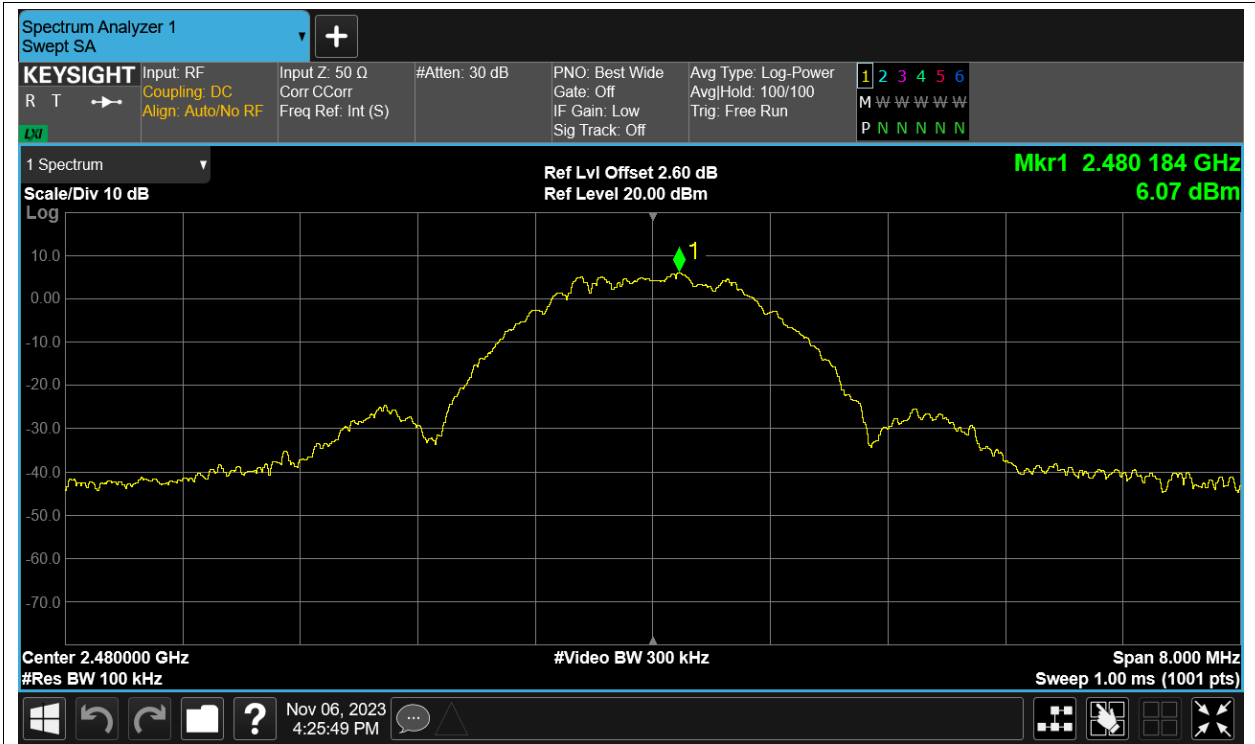 Spectrum Analyzer 1
Swept SA
KEYSIGHT
R T
LXI
Input: RF
Coupling: DC
Align: Auto/No RF
Input Z: 50 Ω
Corr CCorr
Freq Ref: Int (S)
#Atten: 30 dB
PNO: Best Wide
Gate: Off
IF Gain: Low
Sig Track: Off
Avg Type: Log-Power
Avg|Hold: 100/100
Trig: Free Run
1 2 3 4 5 6
M W W W W W W
P N N N N N N
1 Spectrum
Scale/Div 10 dB
Log
Ref Lvl Offset 2.60 dB
Ref Level 20.00 dBm
Mkr1 2.480 184 GHz
6.07 dBm
1
10.0
0.00
-10.0
-20.0
-30.0
-40.0
-50.0
-60.0
-70.0
Center 2.480000 GHz
#Res BW 100 kHz
#Video BW 300 kHz
Span 8.000 MHz
Sweep 1.00 ms (1001 pts)
?
Nov 06, 2023
4:25:49 PM